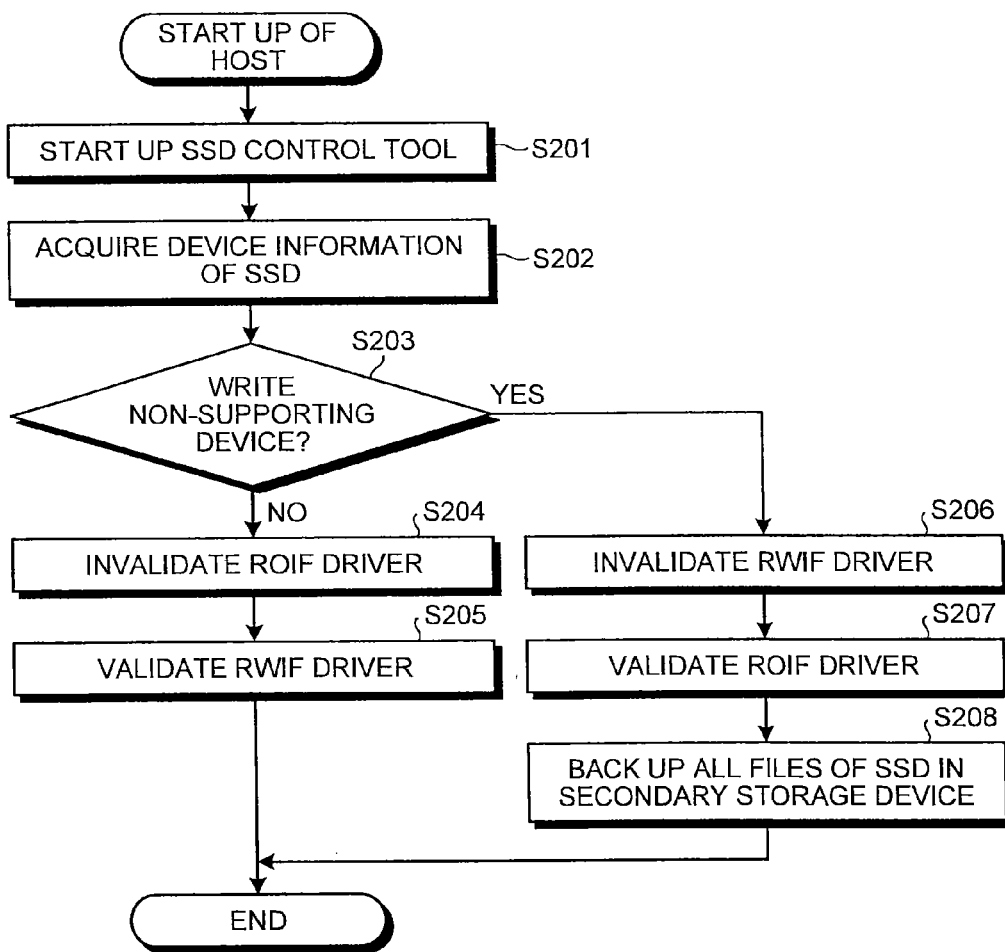 START UP OF
HOST
START UP SSD CONTROL TOOL
S201
ACQUIRE DEVICE INFORMATION
OF SSD
S202
S203
WRITE
NON-SUPPORTING
DEVICE?
YES
NO
S204
INVALIDATE ROIF DRIVER
S205
VALIDATE RWIF DRIVER
S206
INVALIDATE RWIF DRIVER
S207
VALIDATE ROIF DRIVER
S208
BACK UP ALL FILES OF SSD IN
SECONDARY STORAGE DEVICE
END